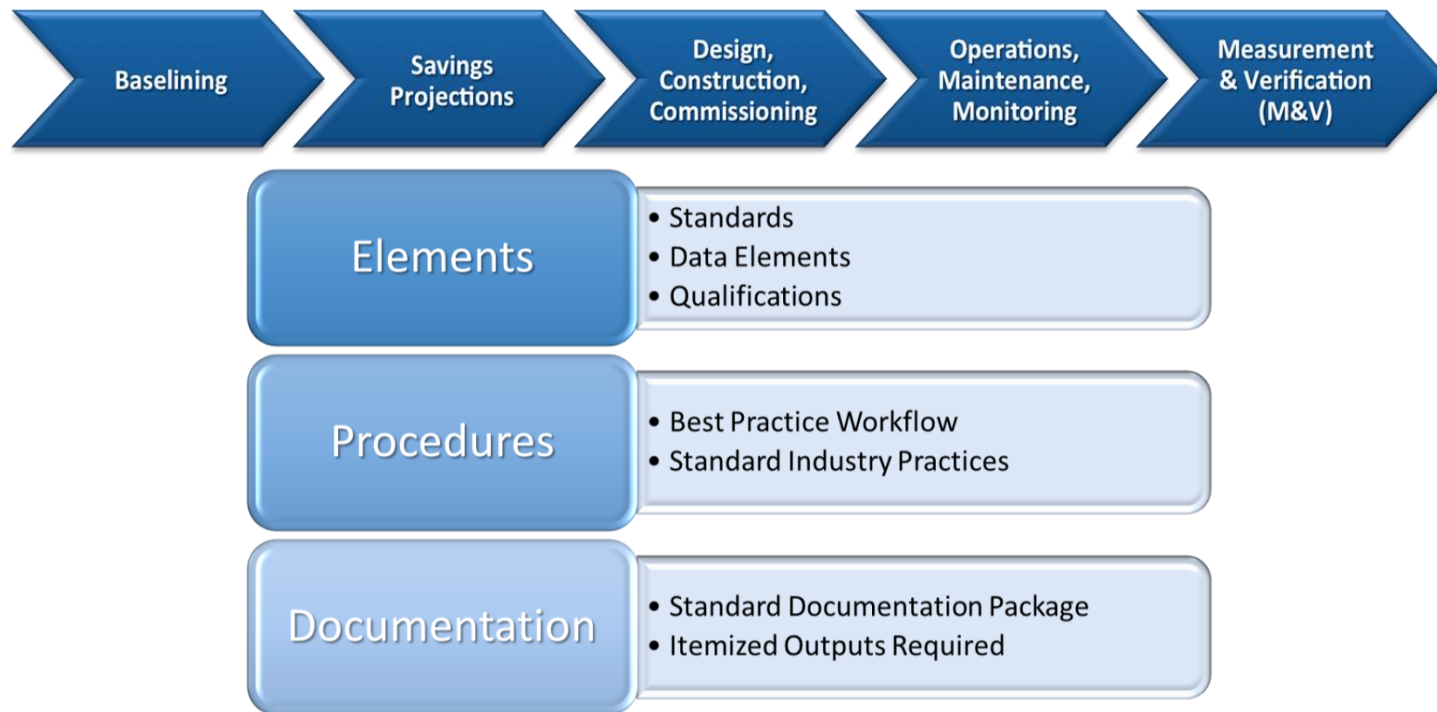 Baselining
Savings
Projections
Design,
Construction,
Commissioning
Operations,
Maintenance,
Monitoring
Measurement
& Verification
(M&V)
Elements
• Standards
• Data Elements
• Qualifications
Procedures
• Best Practice Workflow
• Standard Industry Practices
Documentation
• Standard Documentation Package
• Itemized Outputs Required